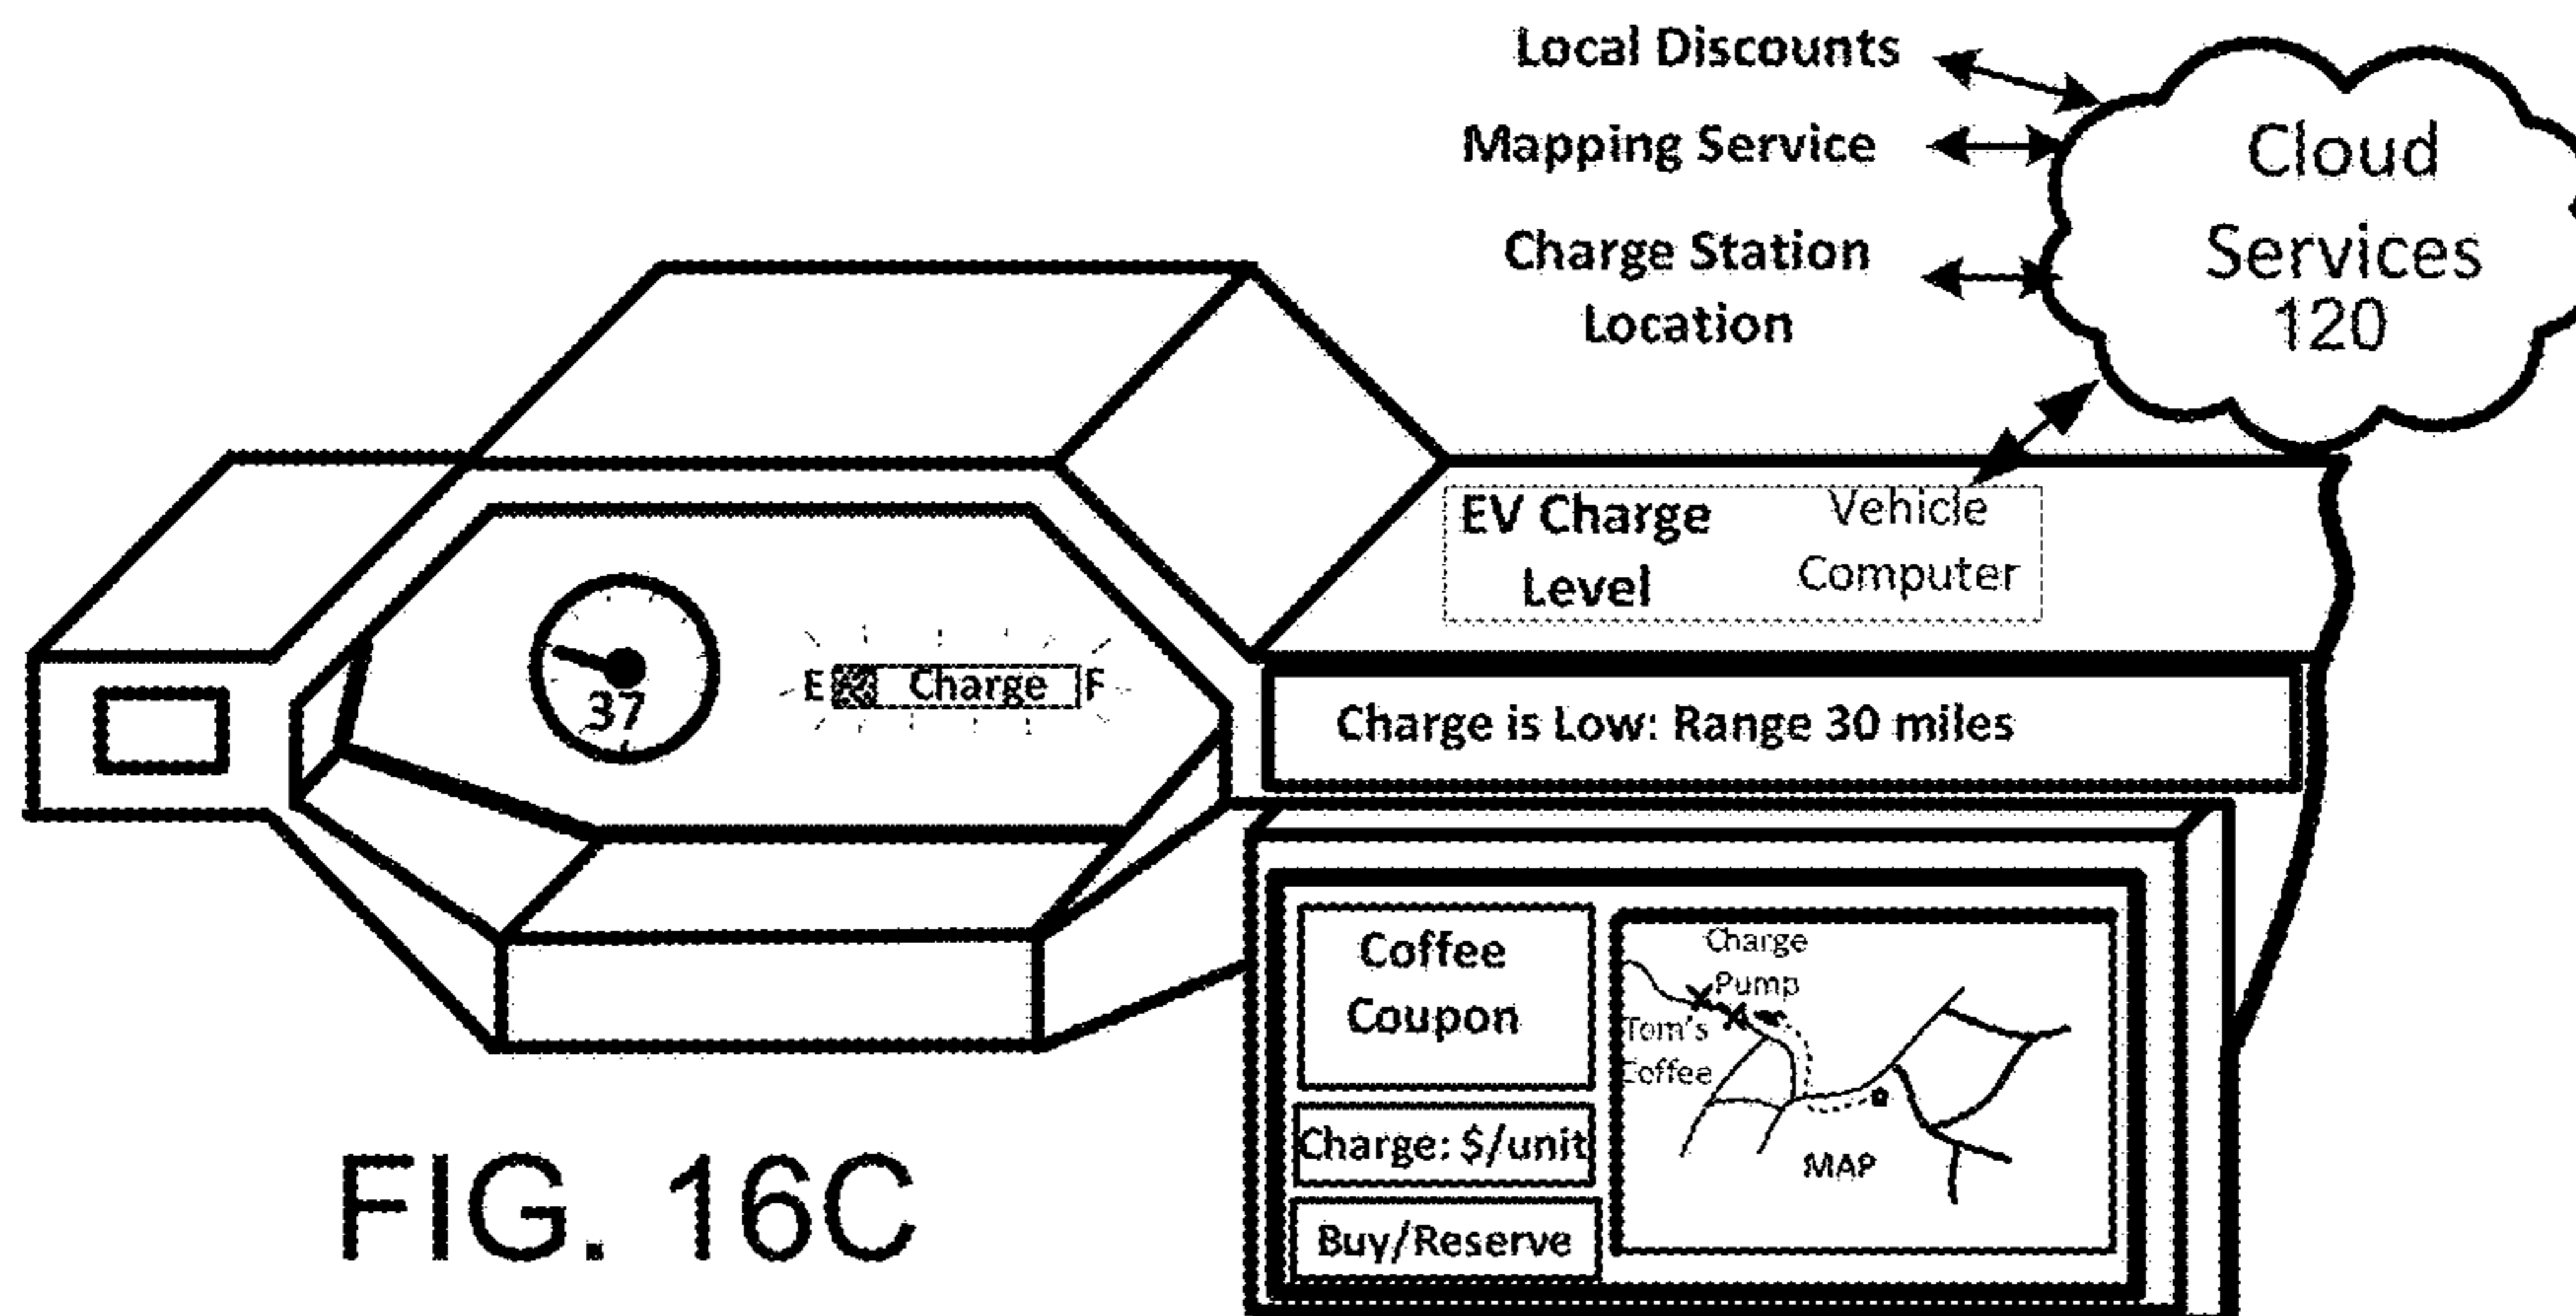 Local Discounts
Mapping Service
Charge Station
Location
Cloud
Services
120
EV Charge
Level
Vehicle
Computer
37
E Charge F
Charge is Low: Range 30 miles
Coffee
Coupon
Charge: $/unit
Buy/Reserve
Charge
Pump
Tom's
Coffee
MAP
FIG. 16C